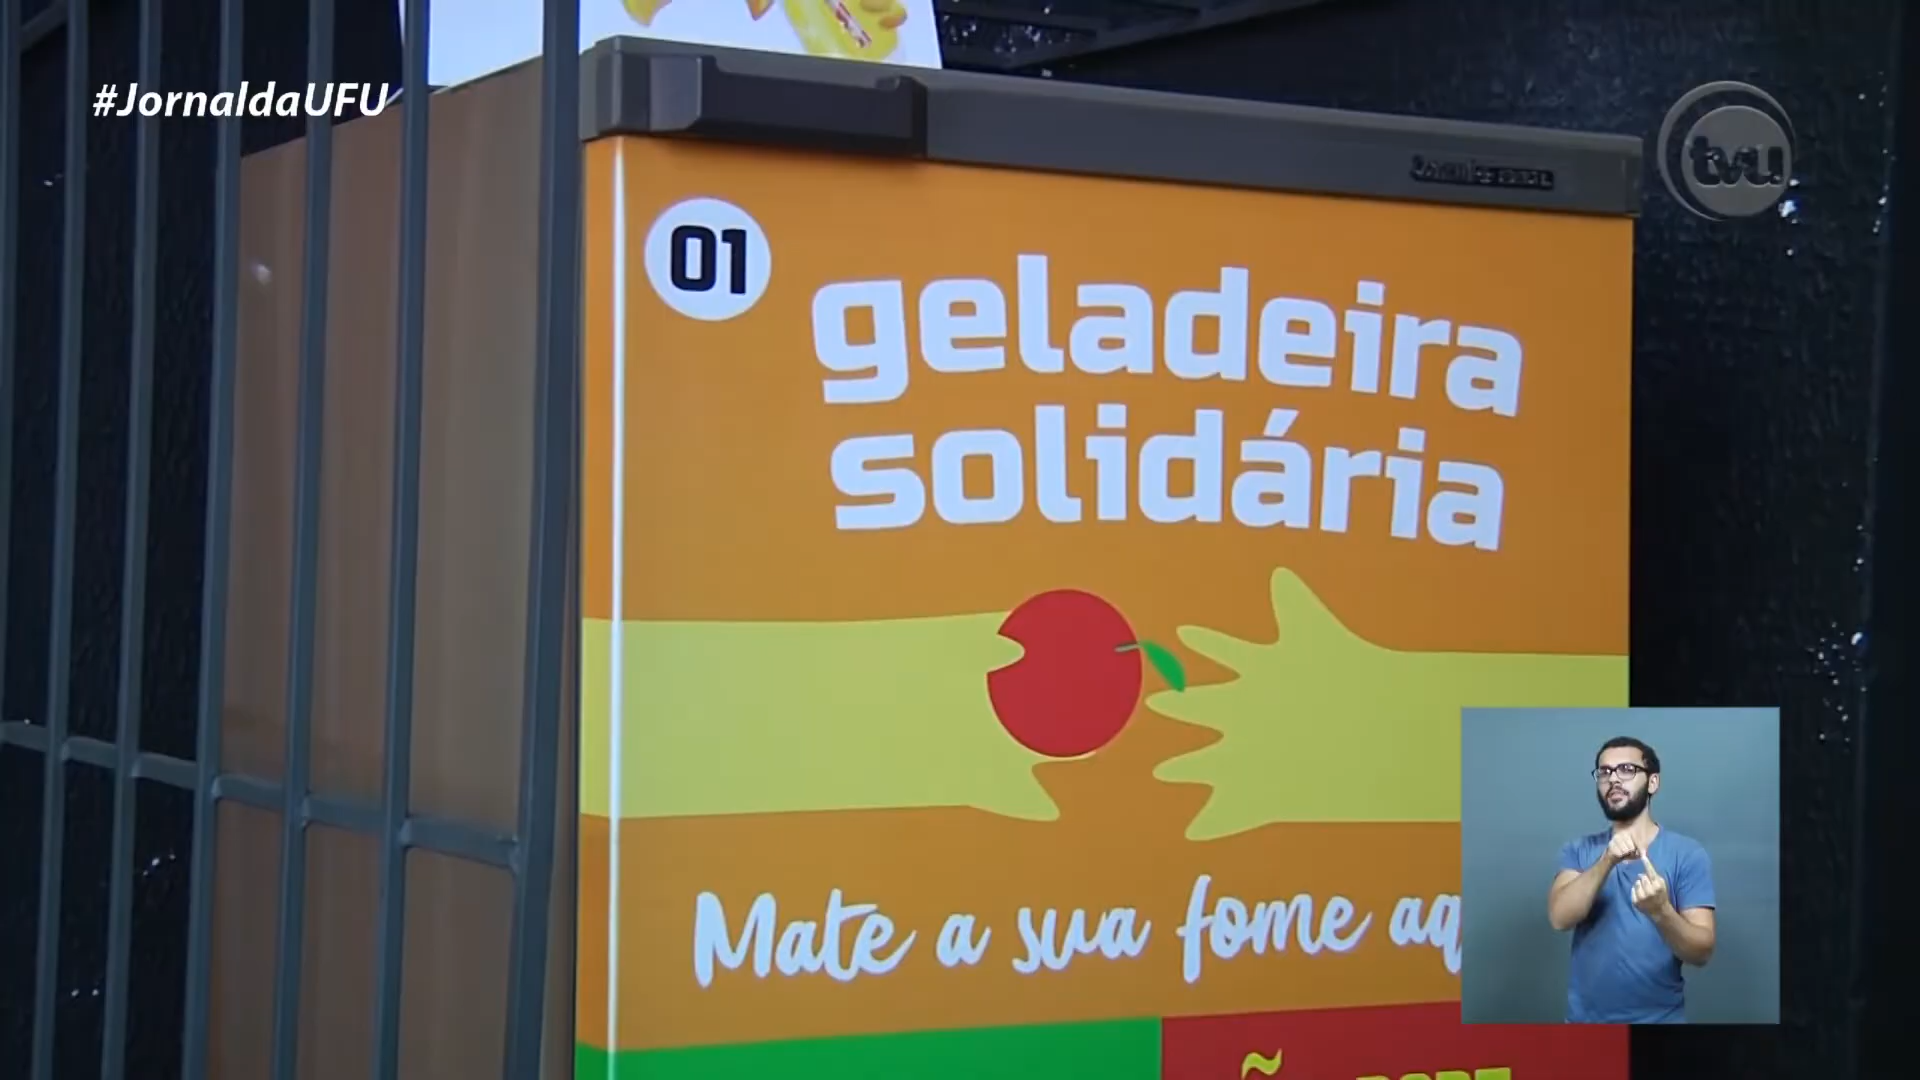 #JornaldaUFU
tvu
01
geladeira
solidária
Mate a sua fome aq